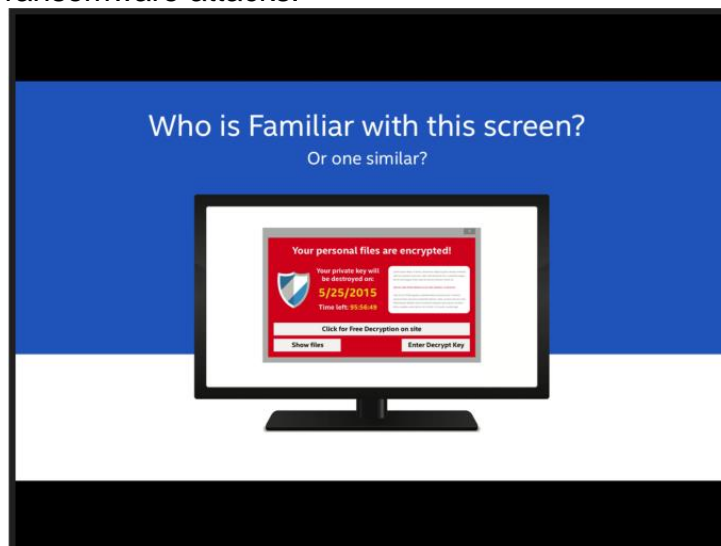 ransomware attacks.
Who is Familiar with this screen?
Or one similar?
Your personal files are encrypted!
Your private key will
be destroyed on:
5/25/2015
Time left: 95:56:49
Click for Free Decryption on site
Show files
Enter Decrypt Key